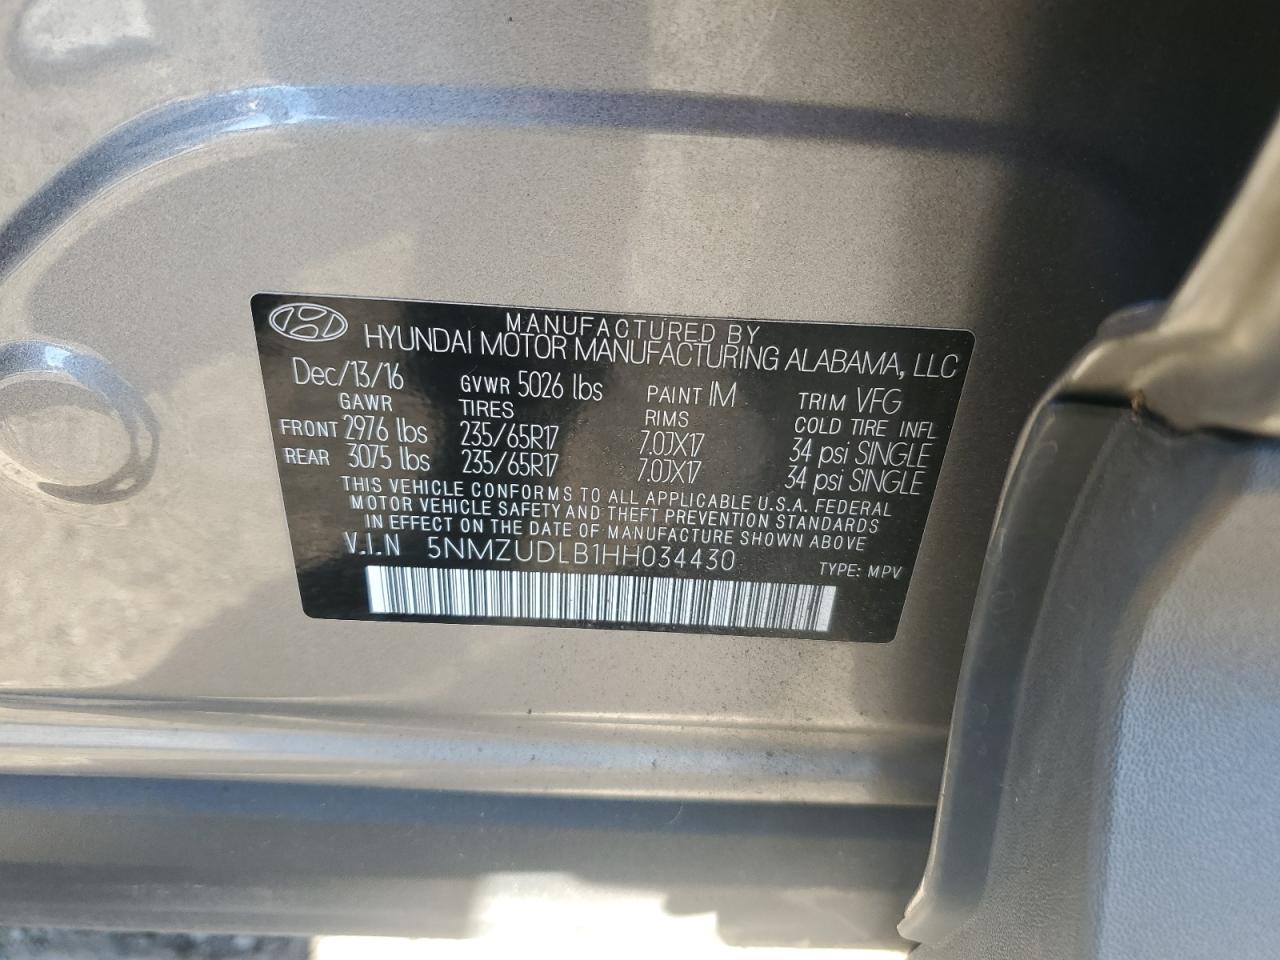 MANUFACTURED BY
HYUNDAI MOTOR MANUFACTURING ALABAMA, LLC
Dec/13/16 GVWR 5026 lbs PAINT IM TRIM VFG
GAWR TIRES RIMS COLD TIRE INFL
FRONT 2976 lbs 235/65R17 7.0JX17 34 psi SINGLE
REAR 3075 lbs 235/65R17 7.0JX17 34 psi SINGLE
THIS VEHICLE CONFORMS TO ALL APPLICABLE U.S.A. FEDERAL
MOTOR VEHICLE SAFETY AND THEFT PREVENTION STANDARDS
IN EFFECT ON THE DATE OF MANUFACTURE SHOWN ABOVE
V.I.N 5NMZUDLB1HH034430 TYPE: MPV